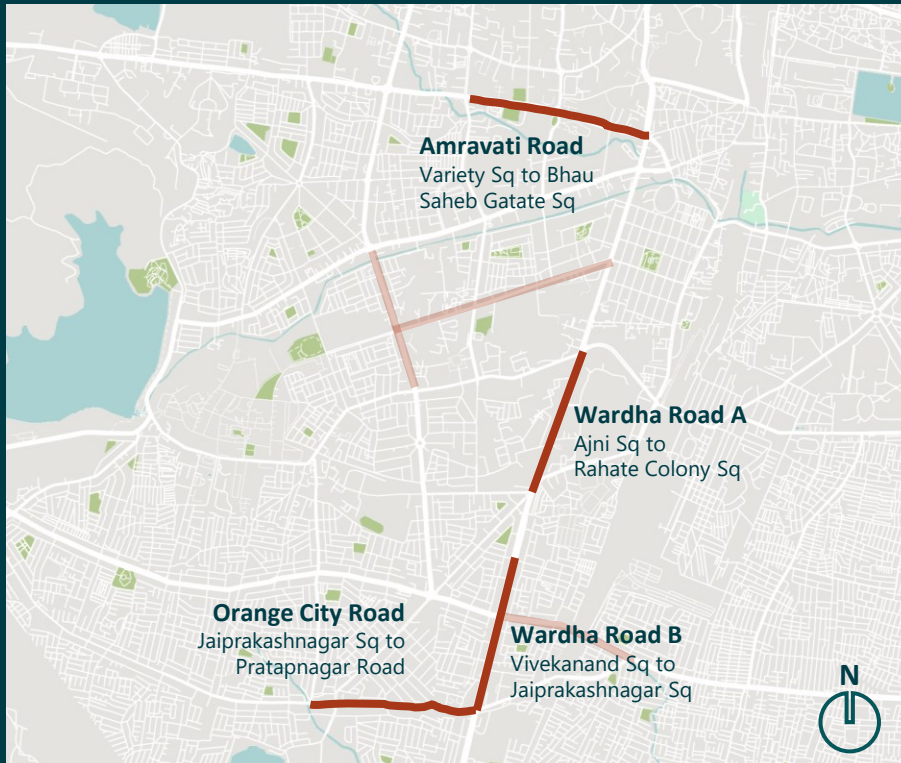 Amravati Road
Variety Sq to Bhau
Saheb Gatate Sq
Wardha Road A
Ajni Sq to
Rahate Colony Sq
Orange City Road
Jaiprakashnagar Sq to
Pratapnagar Road
Wardha Road B
Vivekanand Sq to
Jaiprakashnagar Sq
N